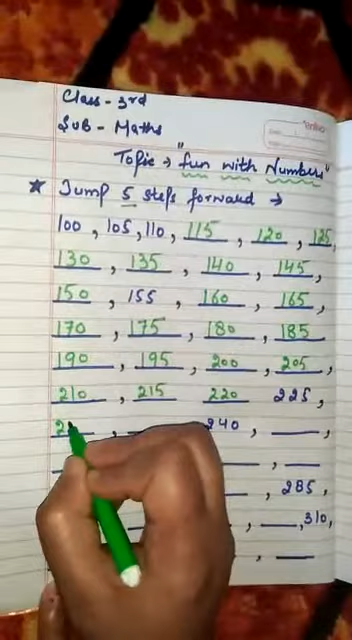 Class - 3rd
Sub - Maths
Topic → "fun with Numbers"
★ Jump 5 steps forward →
100, 105, 110, 115, 120, 125,
130, 135, 140, 145,
150, 155, 160, 165,
170, 175, 180, 185
190, 195, 200, 205,
210, 215 220 225,
240, ___,
285,
310,